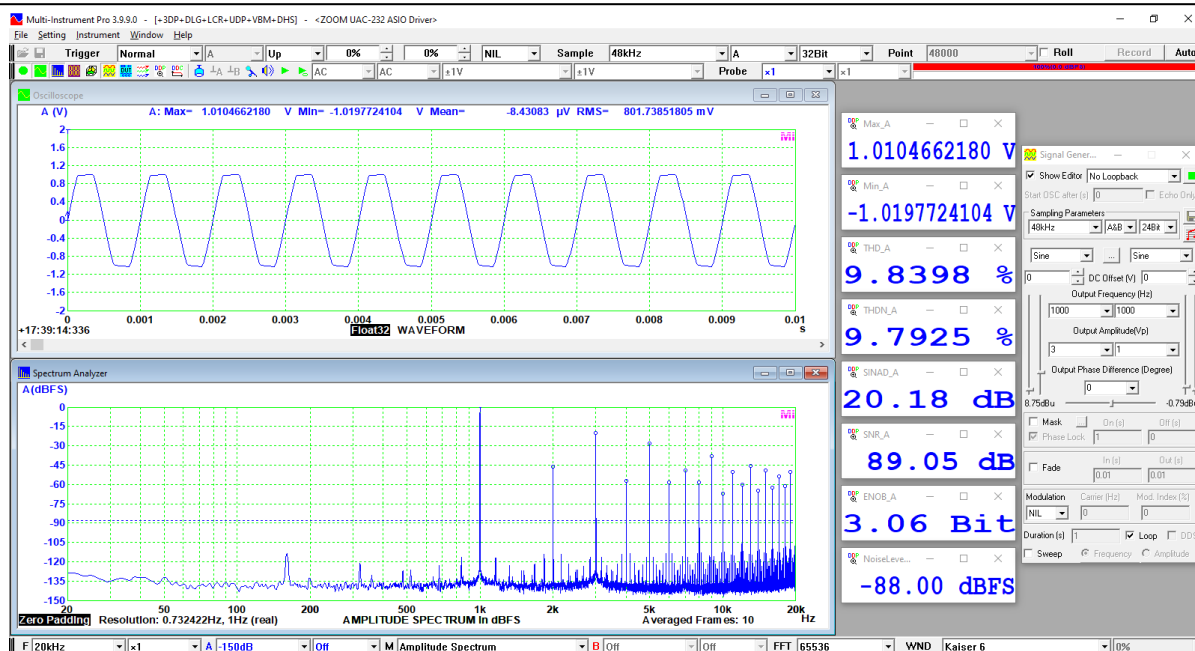 Multi-Instrument Pro 3.9.9.0 - [+3DP+DLG+LCR+UDP+VBM+DHS] - <ZOOM UAC-232 ASIO Driver>
File Setting Instrument Window Help
Trigger Normal A Up 0% 0% NIL Sample 48kHz A 32Bit Point 48000 Roll Record Auto
AC AC ±1V ±1V Probe ×1 ×1
Oscilloscope
A (V) A: Max= 1.0104662180 V Min= -1.0197724104 V Mean= -8.43083 µV RMS= 801.73851805 mV
2
1.6
1.2
0.8
0.4
0
-0.4
-0.8
-1.2
-1.6
-2
0 0.001 0.002 0.003 0.004 0.005 0.006 0.007 0.008 0.009 0.01
+17:39:14:336 Float32 WAVEFORM s
Spectrum Analyzer
A(dBFS)
0
-15
-30
-45
-60
-75
-90
-105
-120
-135
-150
20 50 100 200 500 1k 2k 5k 10k 20k
Zero Padding Resolution: 0.732422Hz, 1Hz (real) AMPLITUDE SPECTRUM in dBFS Averaged Frames: 10 Hz
Max_A
1.0104662180 V
Min_A
-1.0197724104 V
THD_A
9.8398 %
THDN_A
9.7925 %
SINAD_A
20.18 dB
SNR_A
89.05 dB
ENOB_A
3.06 Bit
NoiseLeve...
-88.00 dBFS
Signal Gener...
Show Editor No Loopback
Start OSC after (s) 0 Echo Only
Sampling Parameters
48kHz A&B 24Bit
Sine ... Sine
0 DC Offset (V) 0
Output Frequency (Hz)
1000 1000
Output Amplitude(Vp)
3 1
Output Phase Difference (Degree)
0
8.75dBu -0.79dBu
Mask ... On (s) Off (s)
Phase Lock 1 0
Fade In (s) Out (s)
0.01 0.01
Modulation Carrier (Hz) Mod. Index (%)
NIL 0 0
Duration (s) 1 Loop DDS
Sweep Frequency Amplitude
F 20kHz ×1 A -150dB Off M Amplitude Spectrum B Off Off FFT 65536 WND Kaiser 6 0%